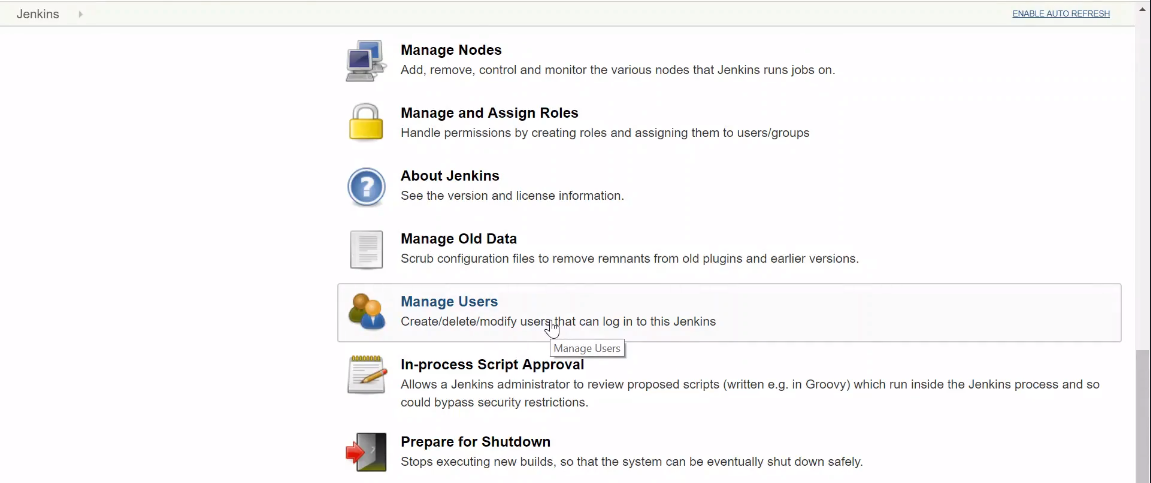 Jenkins
ENABLE AUTO REFRESH
Manage Nodes
Add, remove, control and monitor the various nodes that Jenkins runs jobs on.
Manage and Assign Roles
Handle permissions by creating roles and assigning them to users/groups
About Jenkins
See the version and license information.
Manage Old Data
Scrub configuration files to remove remnants from old plugins and earlier versions.
Manage Users
Create/delete/modify users that can log in to this Jenkins
Manage Users
In-process Script Approval
Allows a Jenkins administrator to review proposed scripts (written e.g. in Groovy) which run inside the Jenkins process and so
could bypass security restrictions.
Prepare for Shutdown
Stops executing new builds, so that the system can be eventually shut down safely.